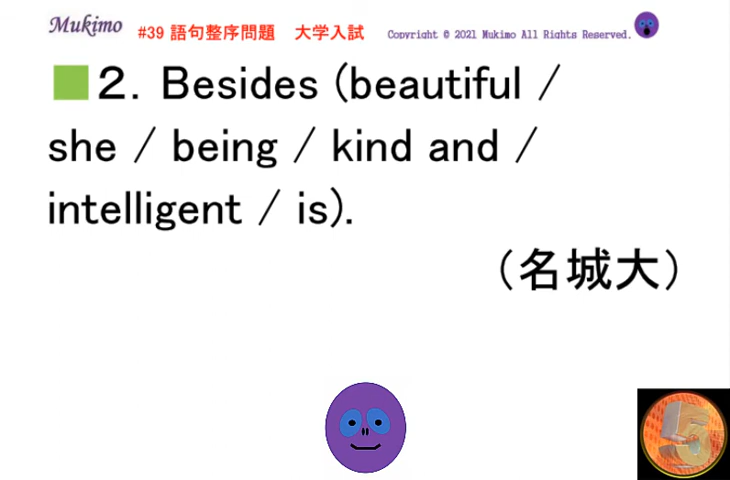 Mukimo #39 語句整序問題 大学入試 Copyright © 2021 Mukimo All Rights Reserved.
■2. Besides (beautiful /
she / being / kind and /
intelligent / is).
(名城大)
5